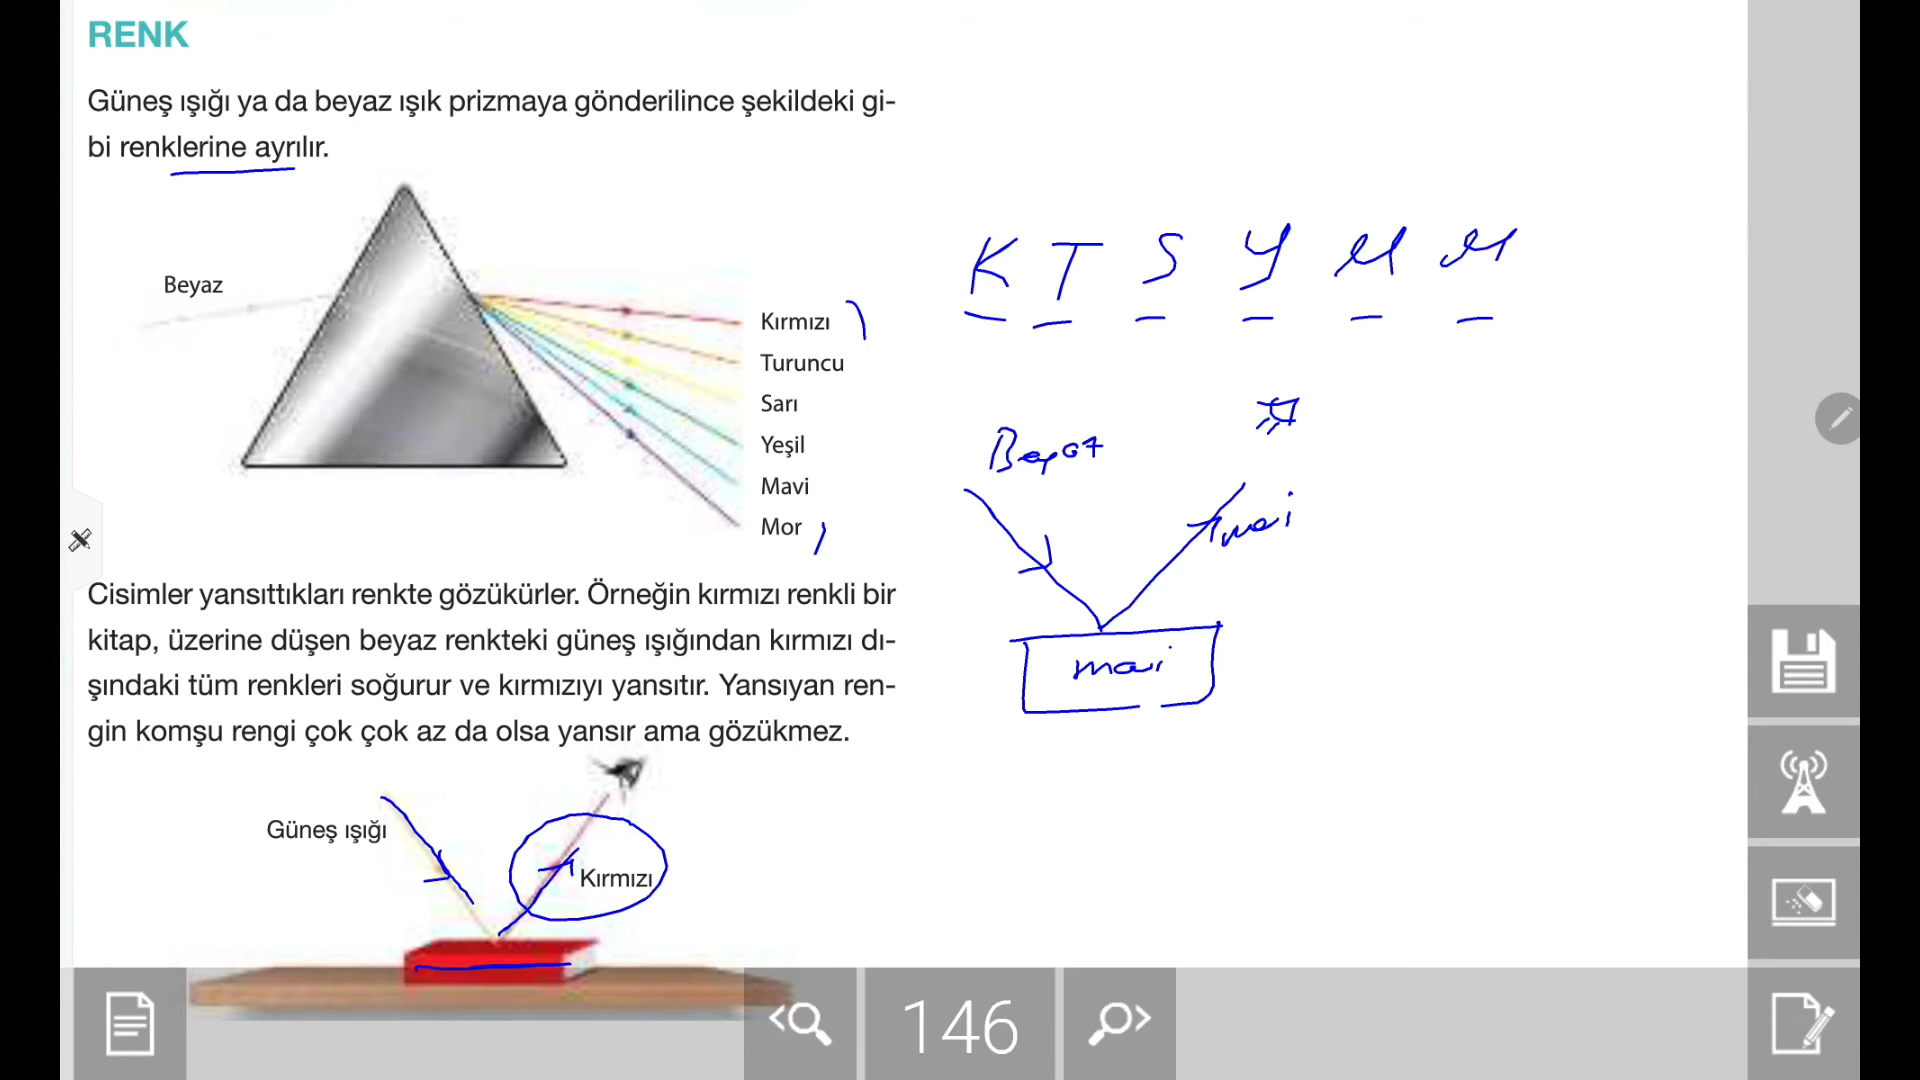 RENK
Güneş ışığı ya da beyaz ışık prizmaya gönderilince şekildeki gi-
bi renklerine ayrılır.
Beyaz
Kırmızı
Turuncu
Sarı
Yeşil
Mavi
Mor
Cisimler yansıttıkları renkte gözükürler. Örneğin kırmızı renkli bir
kitap, üzerine düşen beyaz renkteki güneş ışığından kırmızı dı-
şındaki tüm renkleri soğurur ve kırmızıyı yansıtır. Yansıyan ren-
gin komşu rengi çok çok az da olsa yansır ama gözükmez.
Güneş ışığı
Kırmızı
K T S Y M M
Beyaz
mavi
mavi
146